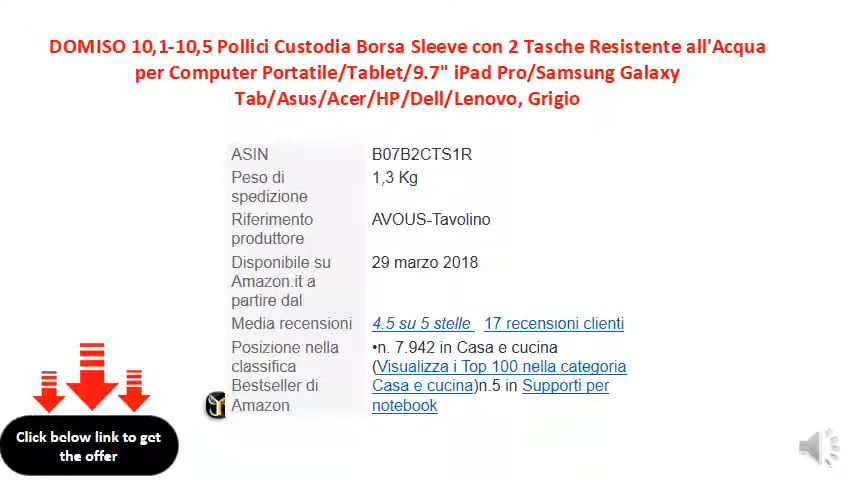 DOMISO 10,1-10,5 Pollici Custodia Borsa Sleeve con 2 Tasche Resistente all'Acqua
per Computer Portatile/Tablet/9.7" iPad Pro/Samsung Galaxy
Tab/Asus/Acer/HP/Dell/Lenovo, Grigio
ASIN B07B2CTS1R
Peso di 1,3 Kg
spedizione
Riferimento AVOUS-Tavolino
produttore
Disponibile su 29 marzo 2018
Amazon.it a
partire dal
Media recensioni 4.5 su 5 stelle 17 recensioni clienti
Posizione nella •n. 7.942 in Casa e cucina
classifica (Visualizza i Top 100 nella categoria
Bestseller di Casa e cucina)n.5 in Supporti per
Amazon notebook
Click below link to get
the offer